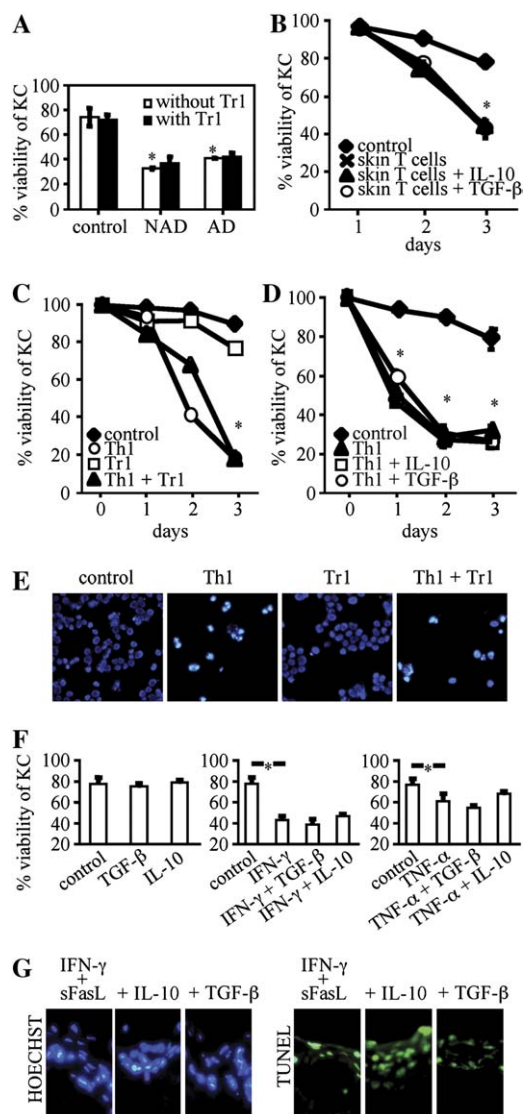 A
% viability of KC
100
80
60
40
20
0
without Tr1
with Tr1
*
*
control NAD AD
B
% viability of KC
100
80
60
40
20
0
*
control
skin T cells
skin T cells + IL-10
skin T cells + TGF-β
1 2 3
days
C
% viability of KC
100
80
60
40
20
0
*
control
Th1
Tr1
Th1 + Tr1
0 1 2 3
days
D
% viability of KC
100
80
60
40
20
0
* * *
control
Th1
Th1 + IL-10
Th1 + TGF-β
0 1 2 3
days
E
control Th1 Tr1 Th1 + Tr1
F
% viability of KC
100
80
60
40
20
control
TGF-β
IL-10
100
80
60
40
20
*
control
IFN-γ
IFN-γ + TGF-β
IFN-γ + IL-10
100
80
60
40
20
*
control
TNF-α
TNF-α + TGF-β
TNF-α + IL-10
G
HOECHST
IFN-γ
+
sFasL + IL-10 + TGF-β
TUNEL
IFN-γ
+
sFasL + IL-10 + TGF-β